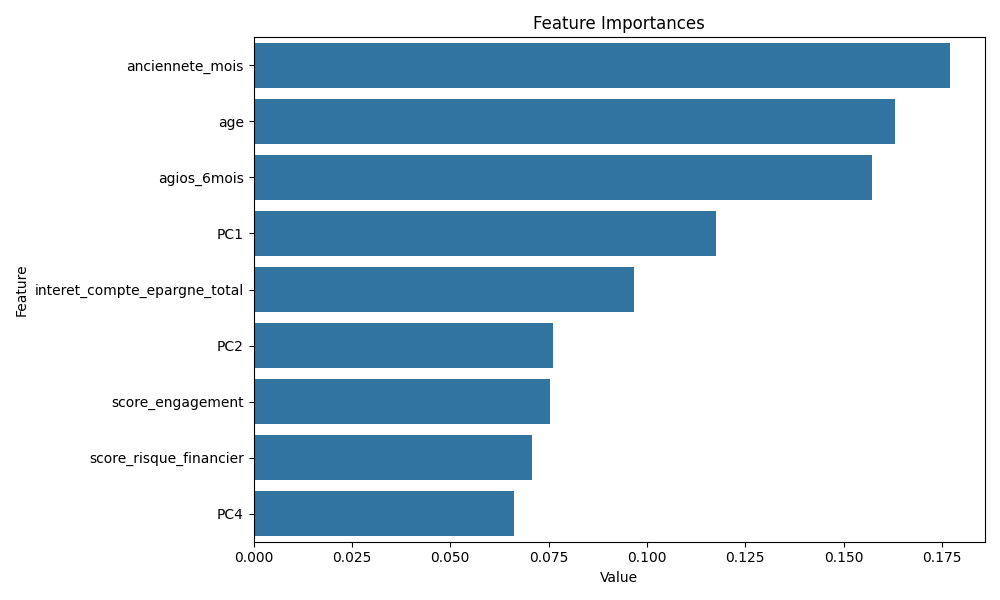 Feature Importances
Feature
anciennete_mois
age
agios_6mois
PC1
interet_compte_epargne_total
PC2
score_engagement
score_risque_financier
PC4
0.000 0.025 0.050 0.075 0.100 0.125 0.150 0.175
Value